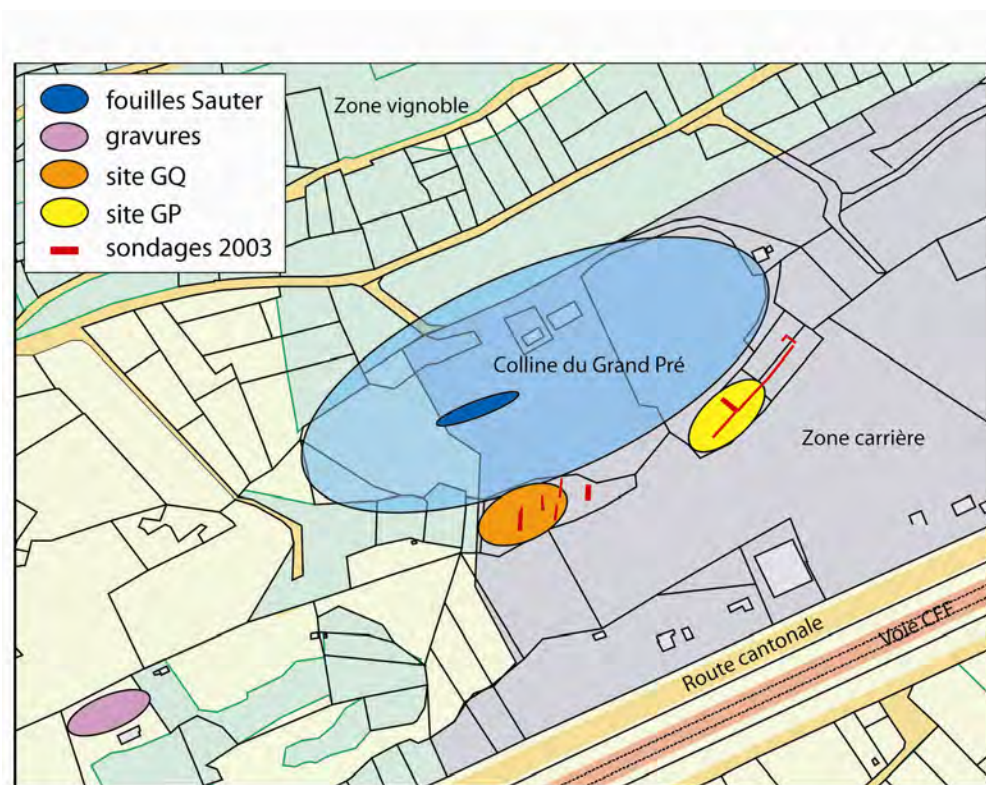 fouilles Sauter
gravures
site GQ
site GP
sondages 2003
Zone vignoble
Colline du Grand Pré
Zone carrière
Route cantonale
Voie CFF